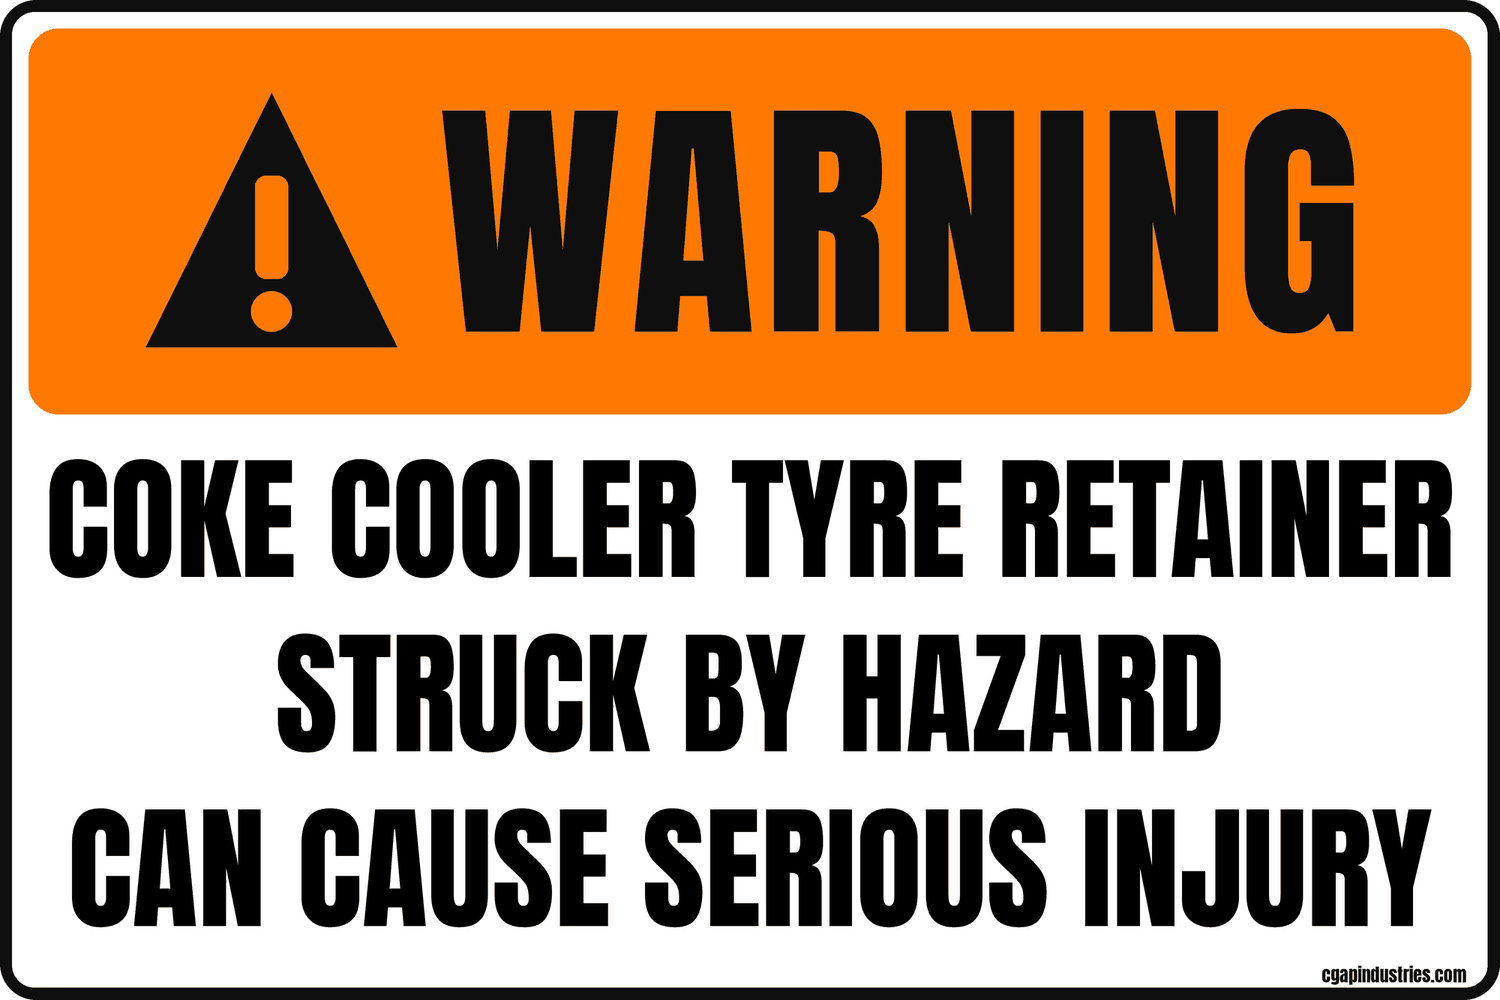 WARNING
COKE COOLER TYRE RETAINER
STRUCK BY HAZARD
CAN CAUSE SERIOUS INJURY
cgapindustries.com